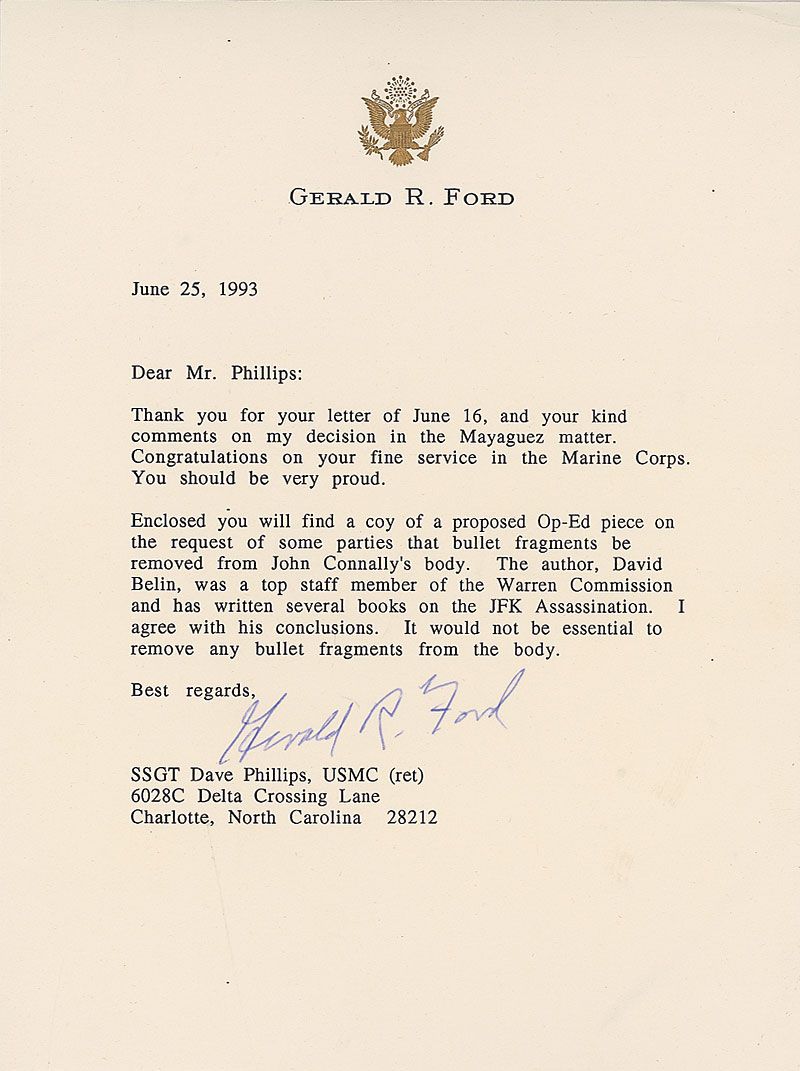 GERALD R. FORD
June 25, 1993
Dear Mr. Phillips:
Thank you for your letter of June 16, and your kind
comments on my decision in the Mayaguez matter.
Congratulations on your fine service in the Marine Corps.
You should be very proud.
Enclosed you will find a coy of a proposed Op-Ed piece on
the request of some parties that bullet fragments be
removed from John Connally's body. The author, David
Belin, was a top staff member of the Warren Commission
and has written several books on the JFK Assassination. I
agree with his conclusions. It would not be essential to
remove any bullet fragments from the body.
Best regards,
Gerald R. Ford
SSGT Dave Phillips, USMC (ret)
6028C Delta Crossing Lane
Charlotte, North Carolina 28212